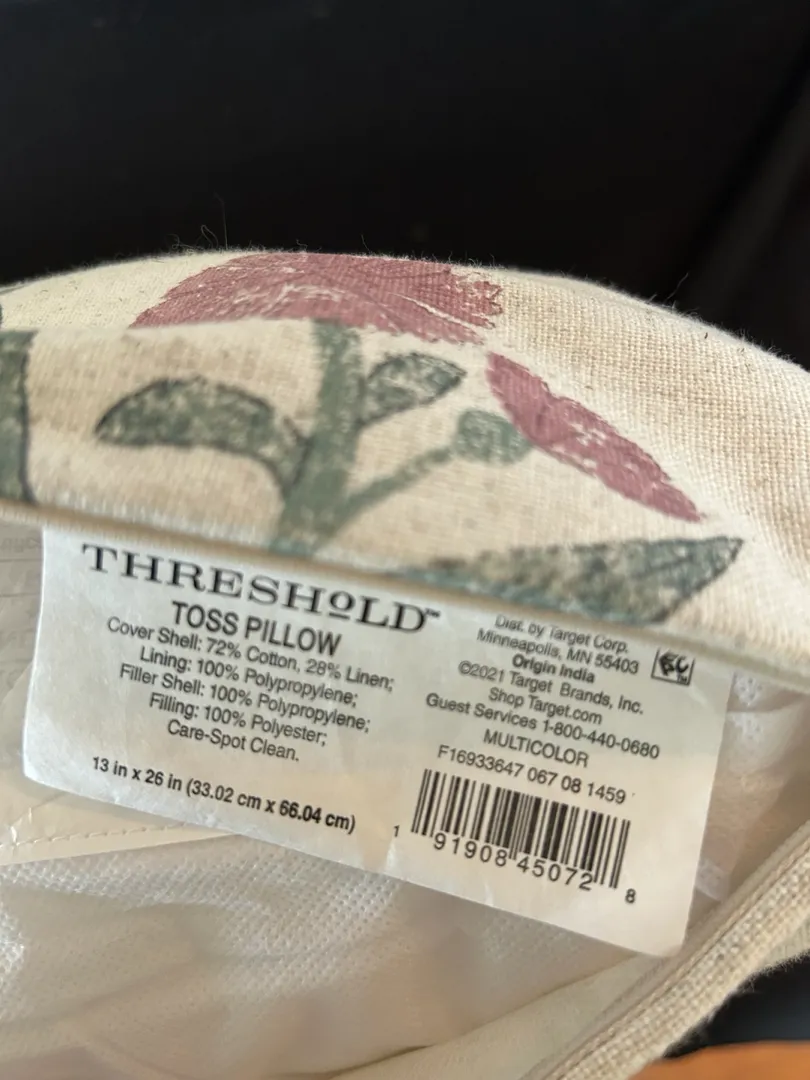 THRESHOLD™
TOSS PILLOW
Cover Shell: 72% Cotton, 28% Linen;
Lining: 100% Polypropylene;
Filler Shell: 100% Polypropylene;
Filling: 100% Polyester;
Care-Spot Clean.
13 in x 26 in (33.02 cm x 66.04 cm)
Dist. by Target Corp.
Minneapolis, MN 55403
Origin India
©2021 Target Brands, Inc.
Shop Target.com
Guest Services 1-800-440-0680
MULTICOLOR
F16933647 067 08 1459
1 91908 45072 8